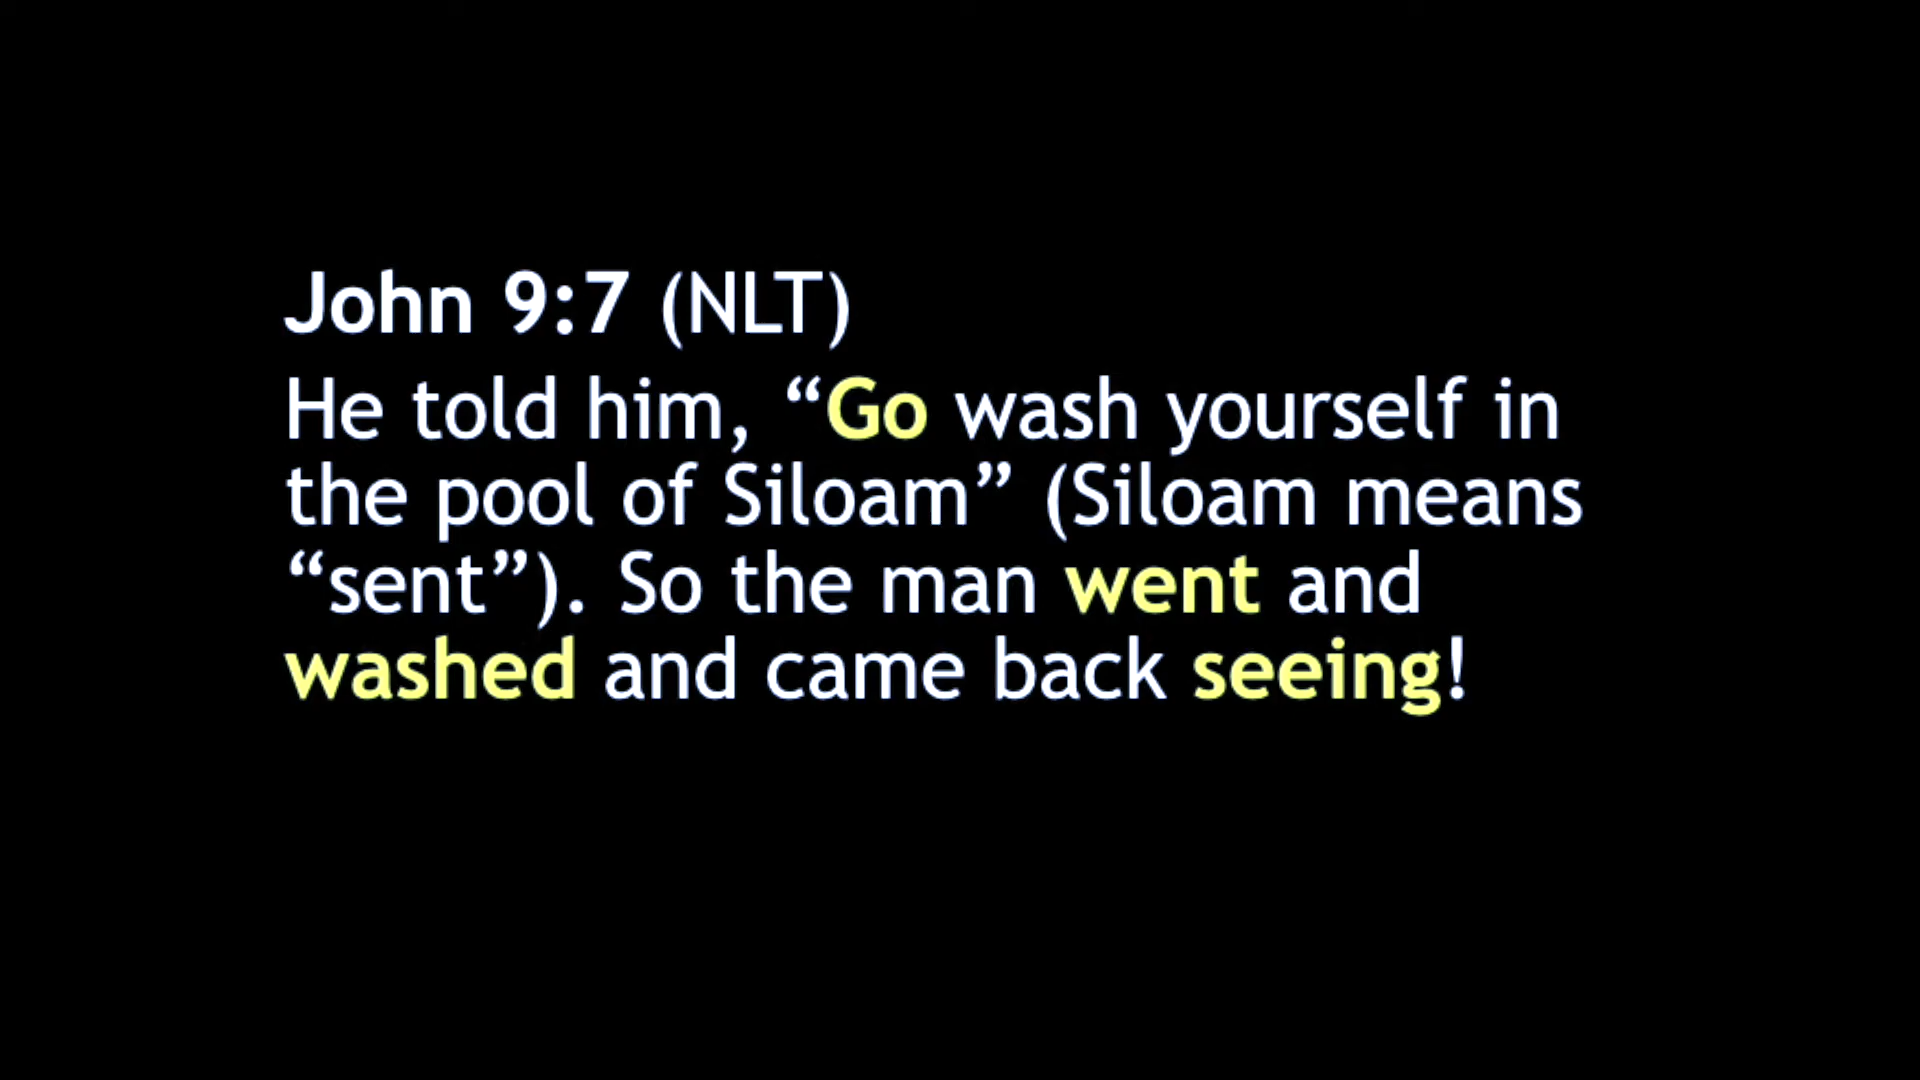 John 9:7 (NLT)
He told him, “Go wash yourself in
the pool of Siloam” (Siloam means
“sent”). So the man went and
washed and came back seeing!